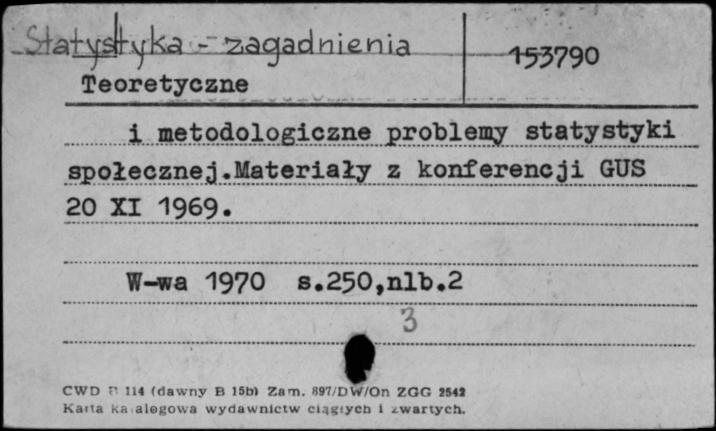 Statystyka - zagadnienia
153790
Teoretyczne
i metodologiczne problemy statystyki
społecznej.Materiały z konferencji GUS
20 XI 1969.
W-wa 1970 s.250,nlb.2
3
CWD B 114 (dawny B 15b) Zam. 897/DW/On ZGG 2542
Karta katalogowa wydawnictw ciągłych i zwartych.